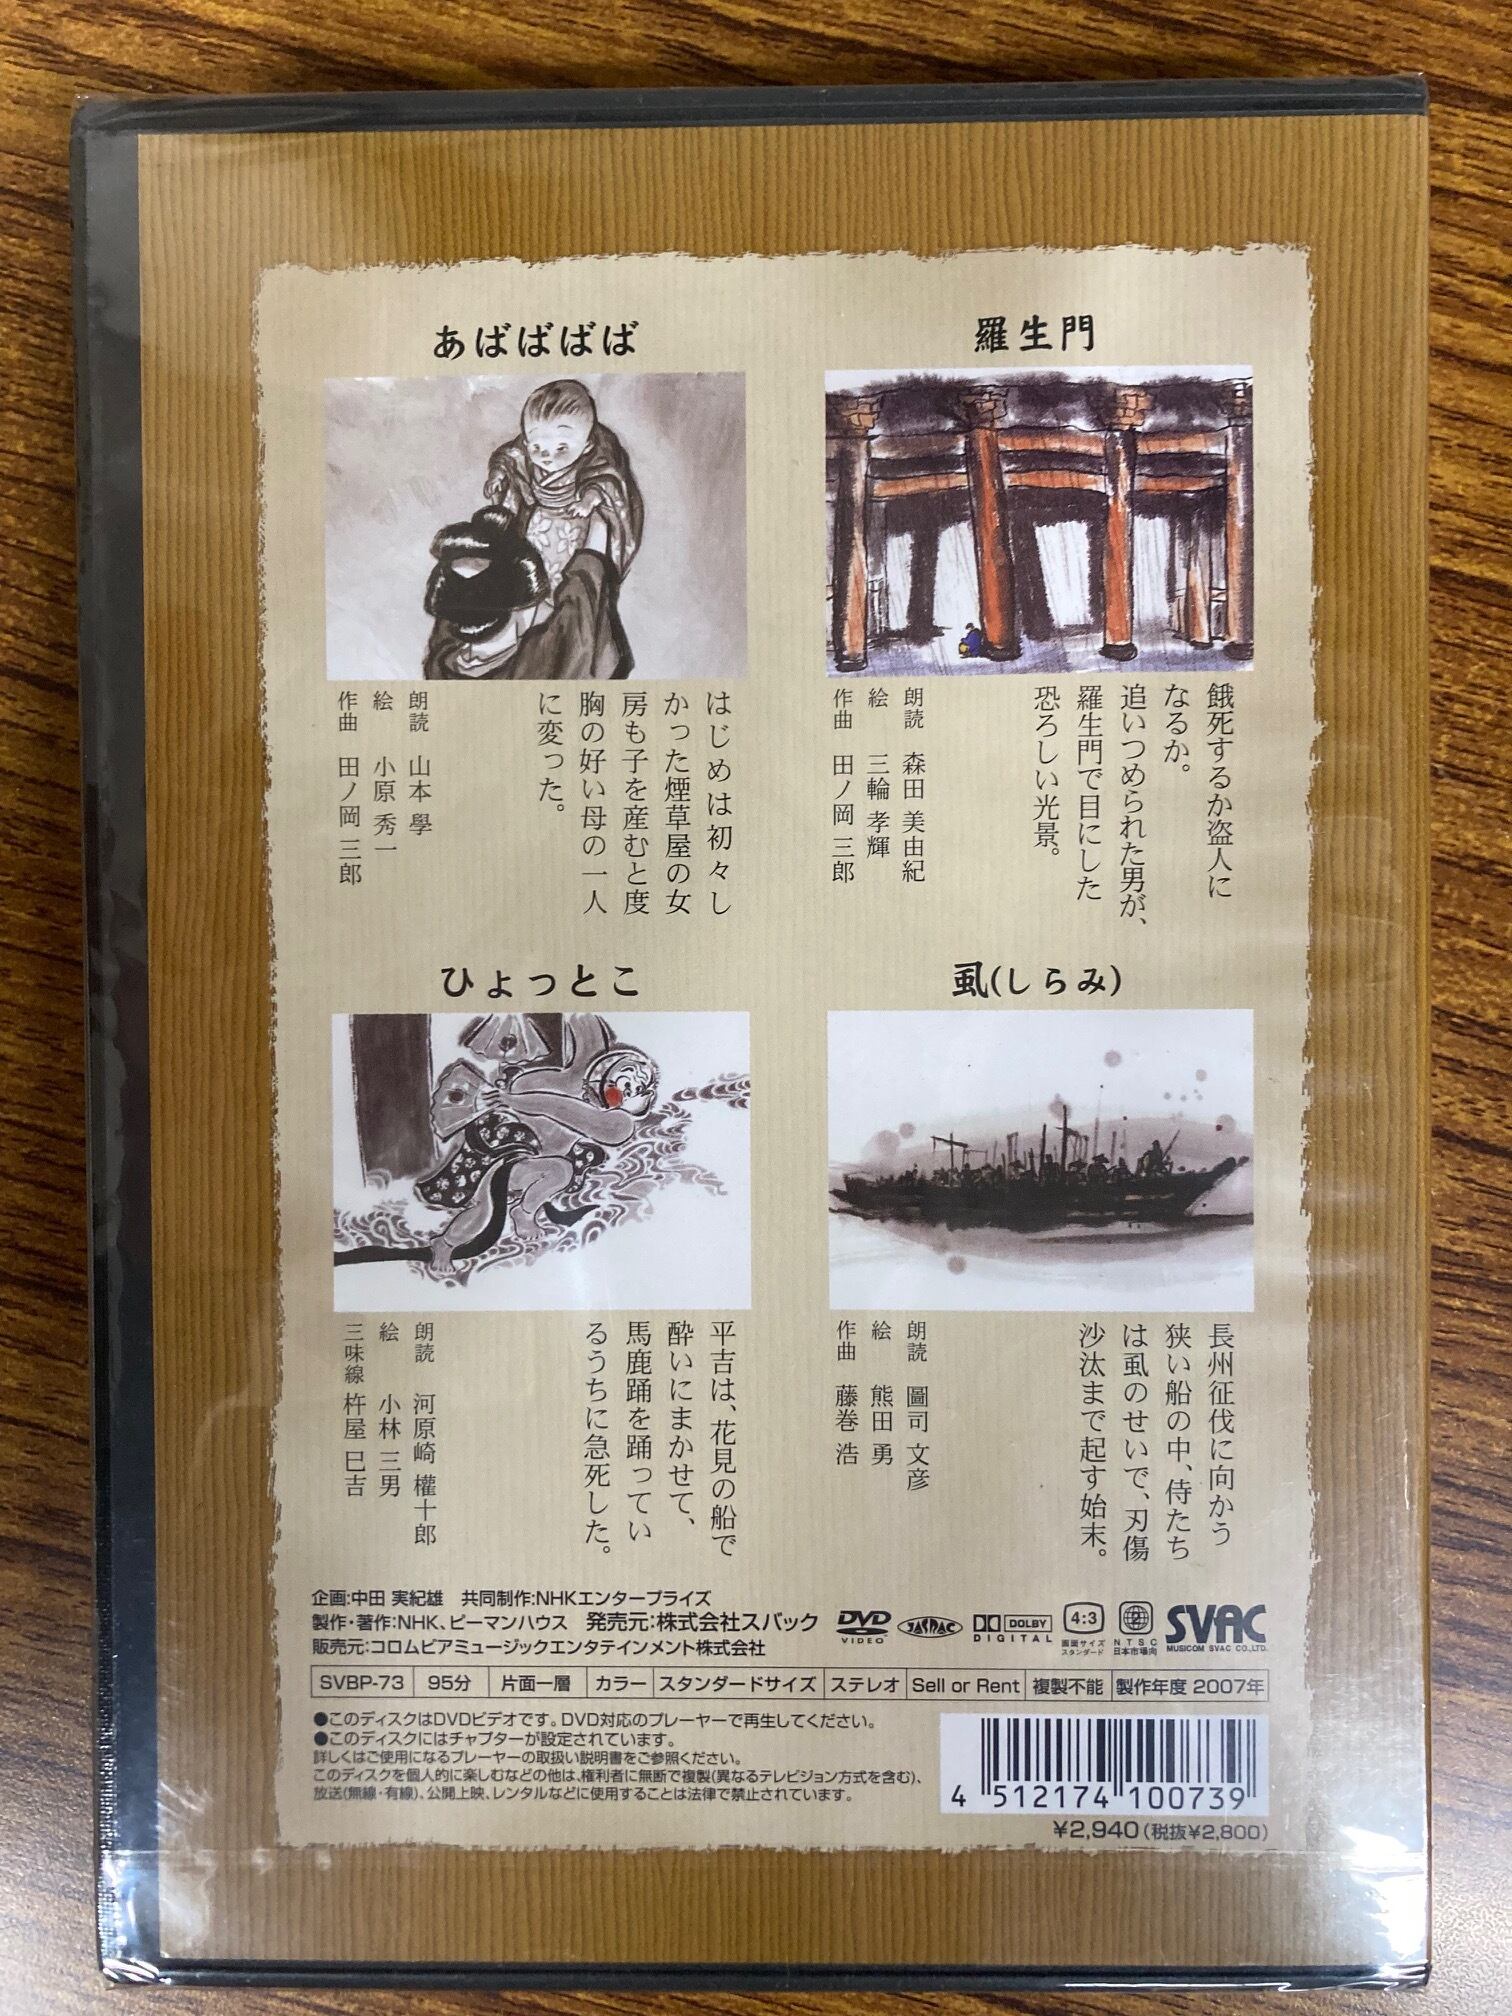 羅生門
餓死するか盗人に
なるか。
追いつめられた男が、
羅生門で目にした
恐ろしい光景。
朗読 森田 美由紀
絵 三輪 孝輝
作曲 田ノ岡 三郎
あばばばば
はじめは初々し
かった煙草屋の女
房も子を産むと度
胸の好い母の一人
に変った。
朗読 山本 學
絵 小原 秀一
作曲 田ノ岡 三郎
虱(しらみ)
長州征伐に向かう
狭い船の中、侍たち
は虱のせいで、刃傷
沙汰まで起す始末。
朗読 圖司 文彦
絵 熊田 勇
作曲 藤巻 浩
ひょっとこ
平吉は、花見の船で
酔いにまかせて、
馬鹿踊を踊ってい
るうちに急死した。
朗読 河原崎 權十郎
絵 小林 三男
三味線 杵屋 巳吉
企画:中田 実紀雄 共同制作:NHKエンタープライズ
製作・著作:NHK、ピーマンハウス 発売元:株式会社スバック
販売元:コロムビアミュージックエンタテインメント株式会社
DVD VIDEO
JASRAC
DOLBY DIGITAL
4:3 画面サイズ スタンダード
2 NTSC 日本市場向
SVAC
MUSICOM SVAC CO.,LTD.
SVBP-73 95分 片面一層 カラー スタンダードサイズ ステレオ Sell or Rent 複製不能 製作年度 2007年
●このディスクはDVDビデオです。DVD対応のプレーヤーで再生してください。
●このディスクにはチャプターが設定されています。
詳しくはご使用になるプレーヤーの取扱い説明書をご参照ください。
このディスクを個人的に楽しむなどの他は、権利者に無断で複製(異なるテレビジョン方式を含む)、
放送(無線・有線)、公開上映、レンタルなどに使用することは法律で禁止されています。
4 512174 100739
¥2,940(税抜¥2,800)